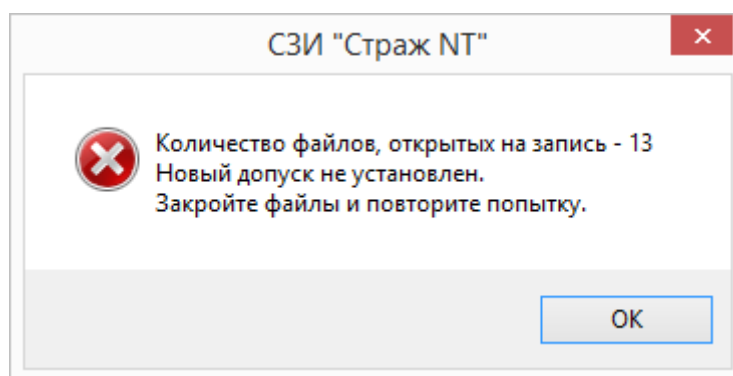 СЗИ "Страж NT"
Количество файлов, открытых на запись - 13
Новый допуск не установлен.
Закройте файлы и повторите попытку.
OK